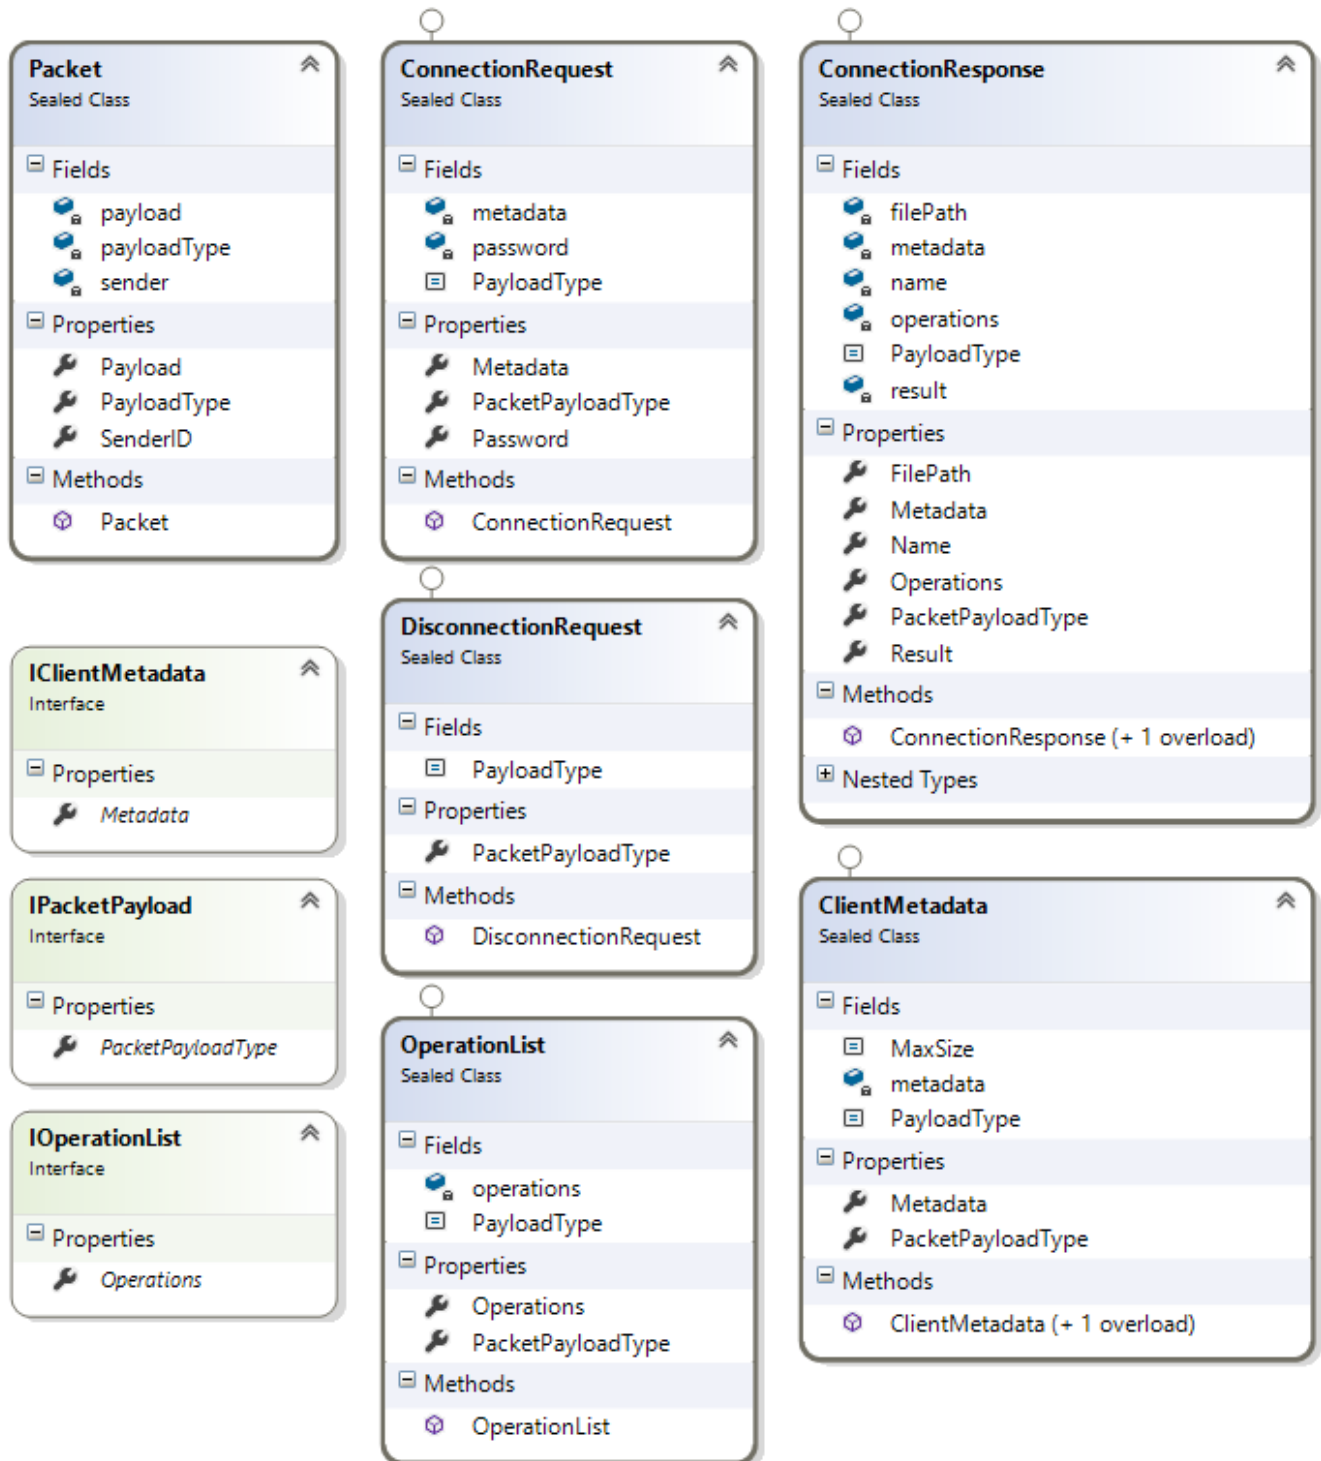 Packet
Sealed Class
Fields
payload
payloadType
sender
Properties
Payload
PayloadType
SenderID
Methods
Packet
IClientMetadata
Interface
Properties
Metadata
IPacketPayload
Interface
Properties
PacketPayloadType
IOperationList
Interface
Properties
Operations
ConnectionRequest
Sealed Class
Fields
metadata
password
PayloadType
Properties
Metadata
PacketPayloadType
Password
Methods
ConnectionRequest
DisconnectionRequest
Sealed Class
Fields
PayloadType
Properties
PacketPayloadType
Methods
DisconnectionRequest
OperationList
Sealed Class
Fields
operations
PayloadType
Properties
Operations
PacketPayloadType
Methods
OperationList
ConnectionResponse
Sealed Class
Fields
filePath
metadata
name
operations
PayloadType
result
Properties
FilePath
Metadata
Name
Operations
PacketPayloadType
Result
Methods
ConnectionResponse (+ 1 overload)
Nested Types
ClientMetadata
Sealed Class
Fields
MaxSize
metadata
PayloadType
Properties
Metadata
PacketPayloadType
Methods
ClientMetadata (+ 1 overload)